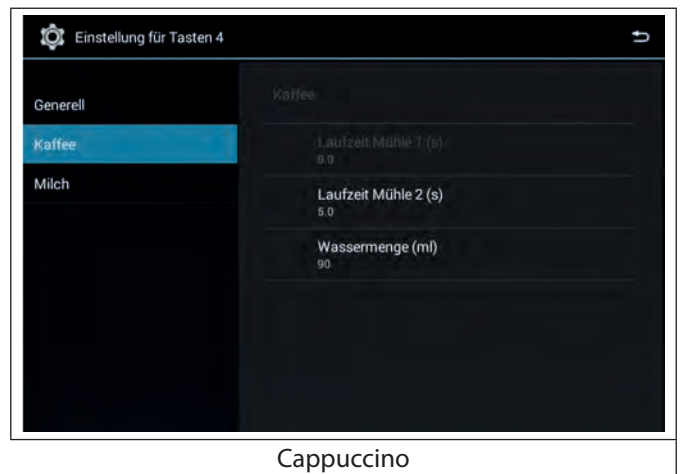 Einstellung für Tasten 4
Generell
Kaffee
Milch
Kaffee
Laufzeit Mühle 1 (s)
0.0
Laufzeit Mühle 2 (s)
5.0
Wassermenge (ml)
90
Cappuccino